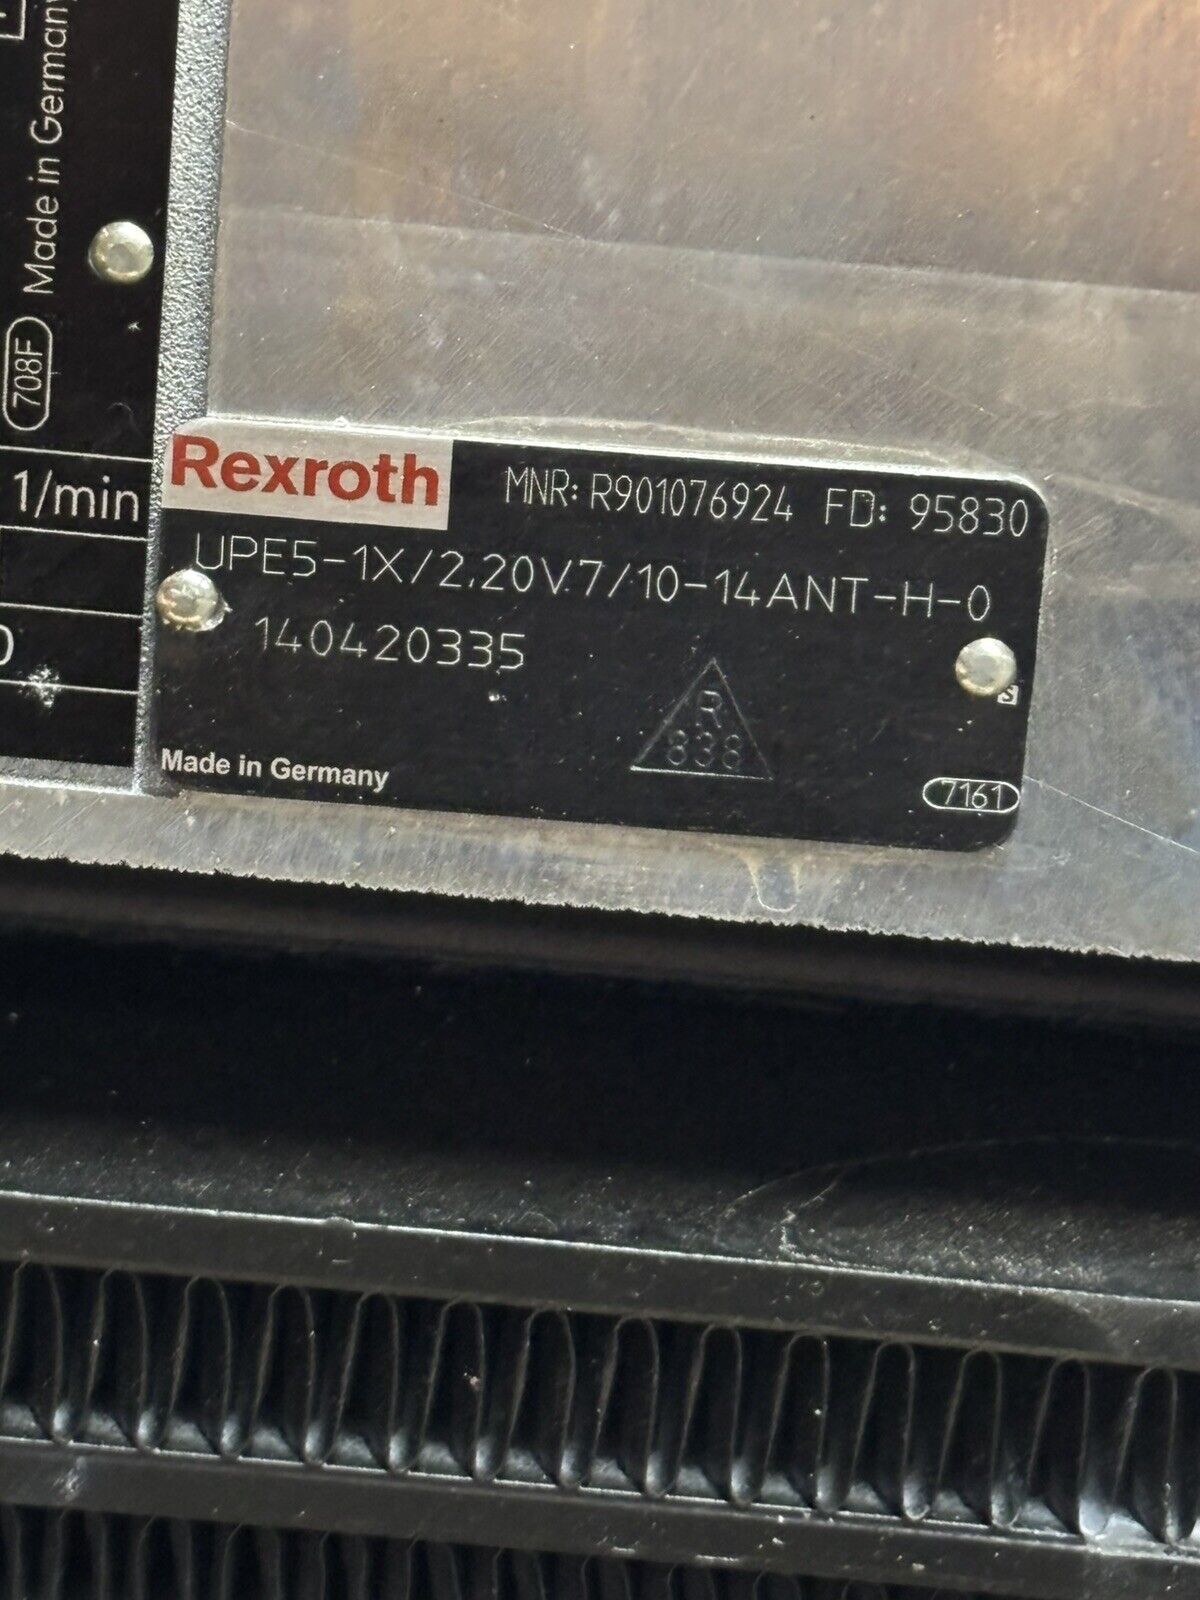 Made in Germany
708F
1/min
Rexroth MNR: R901076924 FD: 95830
UPE5-1X/2.20V7/10-14ANT-H-0
140420335
S
R
838
Made in Germany
7161